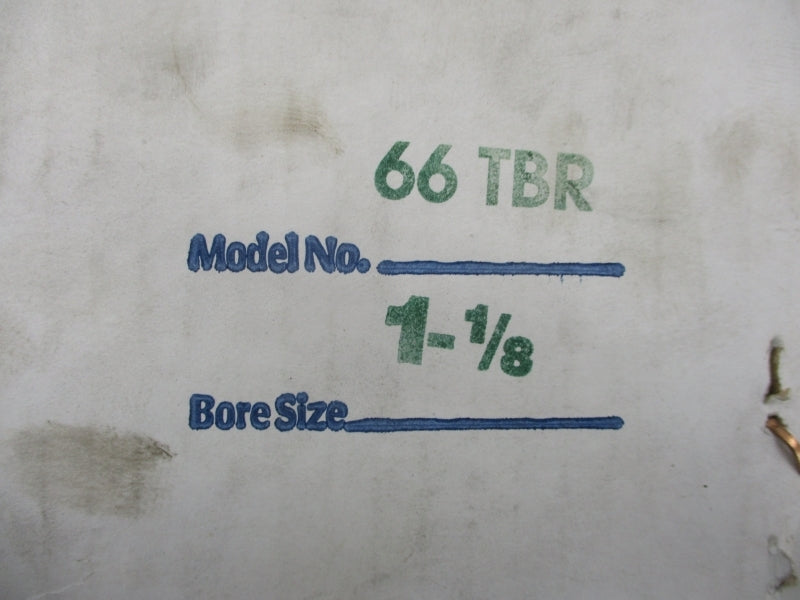 66 TBR
Model No.
1-1/8
Bore Size